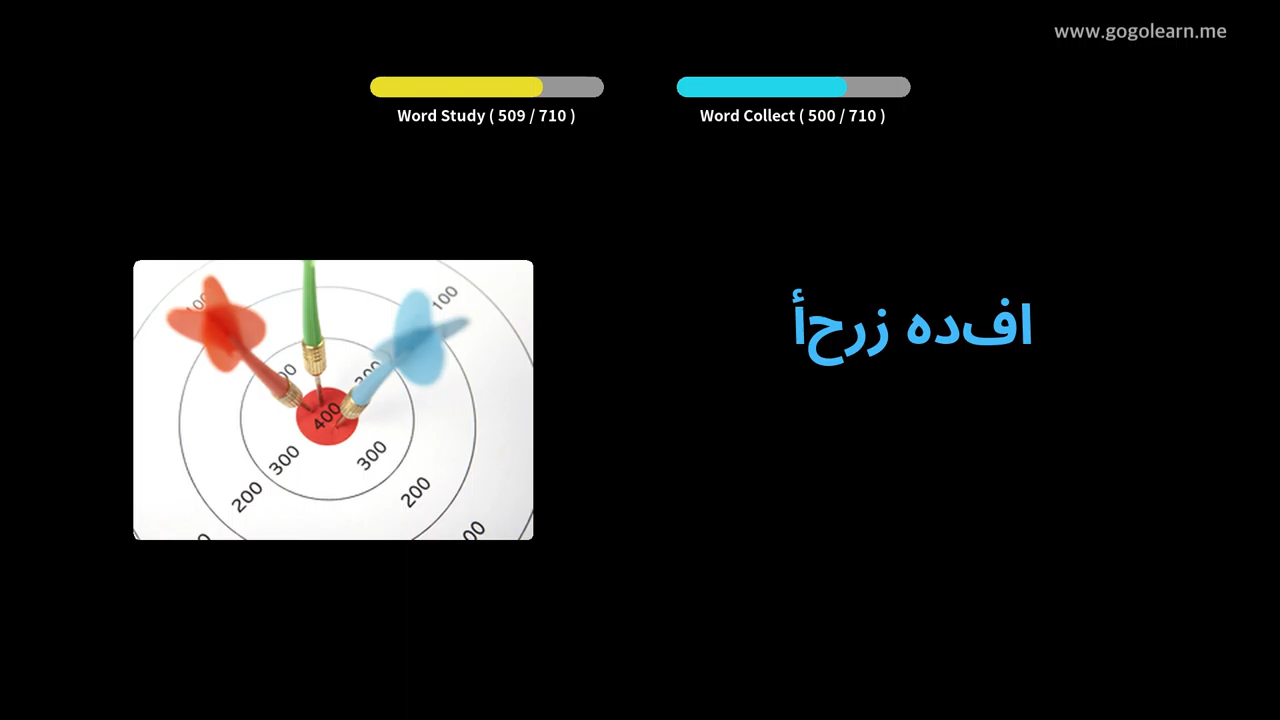 www.gogolearn.me
Word Study ( 509 / 710 )
Word Collect ( 500 / 710 )
افده زرحأ
100
400
300
300
200
200